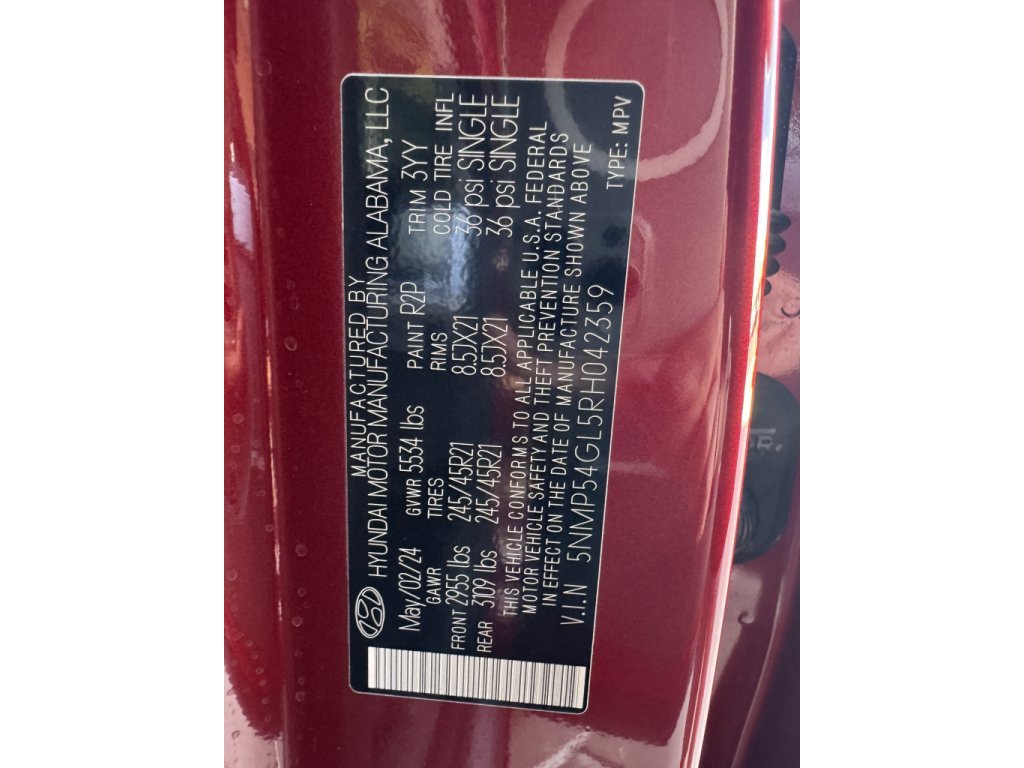 MANUFACTURED BY
HYUNDAI MOTOR MANUFACTURING ALABAMA, LLC
May/02/24 GVWR 5534 lbs PAINT R2P TRIM 3YY
GAWR TIRES RIMS COLD TIRE INFL
FRONT 2955 lbs 245/45R21 8.5JX21 36 psi SINGLE
REAR 3109 lbs 245/45R21 8.5JX21 36 psi SINGLE
THIS VEHICLE CONFORMS TO ALL APPLICABLE U.S.A. FEDERAL
MOTOR VEHICLE SAFETY AND THEFT PREVENTION STANDARDS
IN EFFECT ON THE DATE OF MANUFACTURE SHOWN ABOVE
V.I.N 5NMP54GL5RH042359 TYPE: MPV